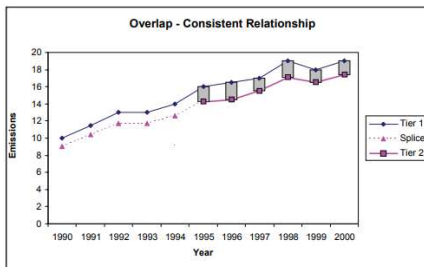 Overlap - Consistent Relationship
20
18
16
14
12
10
8
6
4
2
0
Emissions
1990 1991 1992 1993 1994 1995 1996 1997 1998 1999 2000
Year
Tier 1
Splice
Tier 2